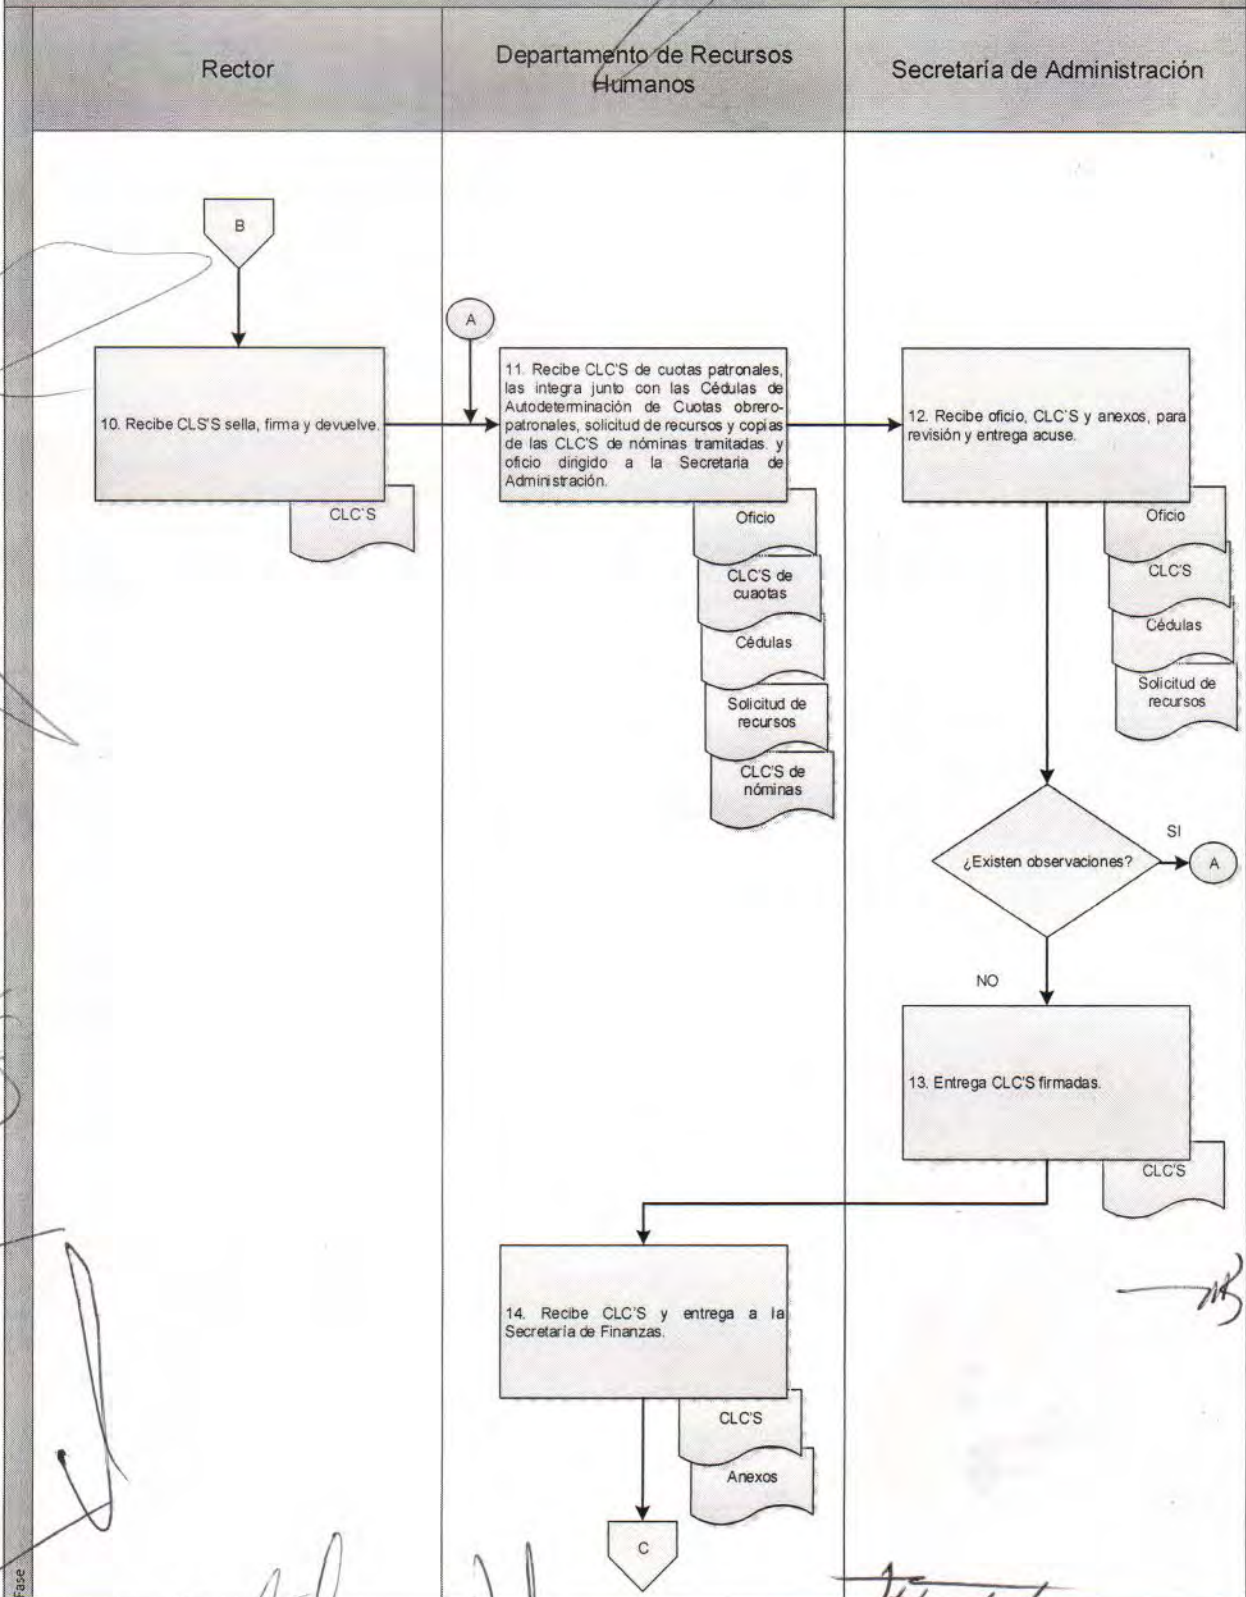 Rector
Departamento de Recursos
Humanos
Secretaría de Administración
B
A
10. Recibe CLS'S sella, firma y devuelve.
CLC'S
11. Recibe CLC'S de cuotas patronales,
las integra junto con las Cédulas de
Autodeterminación de Cuotas obrero-
patronales, solicitud de recursos y copias
de las CLC'S de nóminas tramitadas. y
oficio dirigido a la Secretaria de
Administración.
Oficio
CLC'S de
cuaotas
Cédulas
Solicitud de
recursos
CLC'S de
nóminas
12. Recibe oficio, CLC'S y anexos, para
revisión y entrega acuse.
Oficio
CLC'S
Cédulas
Solicitud de
recursos
¿Existen observaciones?
SI
A
NO
13. Entrega CLC'S firmadas.
CLC'S
14. Recibe CLC'S y entrega a la
Secretaría de Finanzas.
CLC'S
Anexos
C
Fase